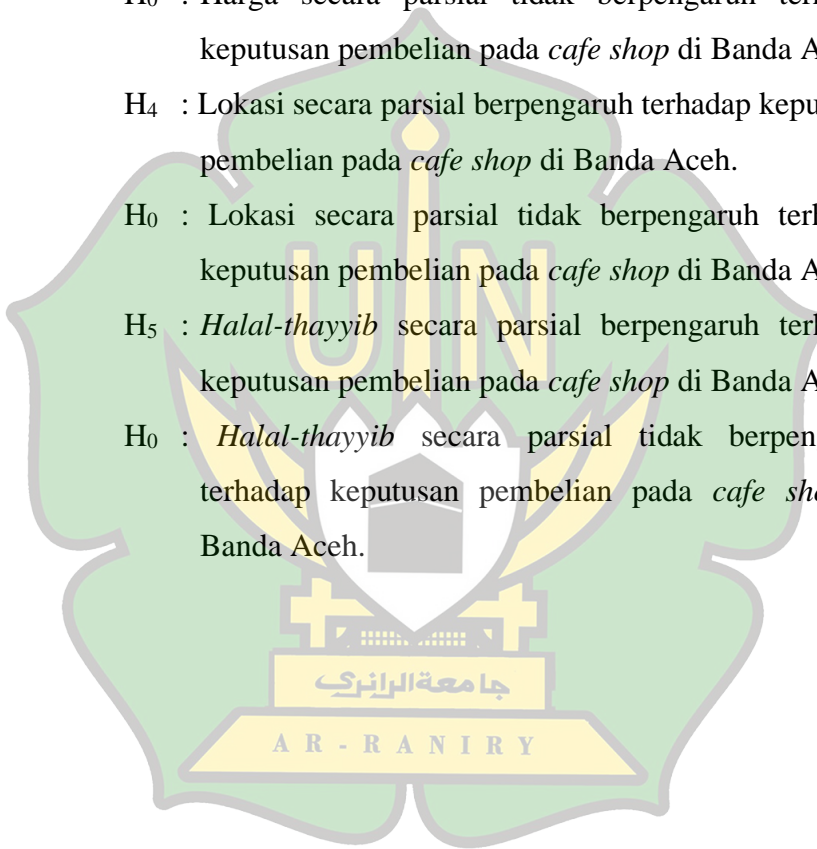 H₀ : Harga secara parsial tidak berpengaruh
keputusan pembelian pada cafe shop di Banda
H₄ : Lokasi secara parsial berpengaruh terhadap
pembelian pada cafe shop di Banda Aceh.
H₀ : Lokasi secara parsial tidak berpengaruh
keputusan pembelian pada cafe shop di Banda
H₅ : Halal-thayyib secara parsial berpengaruh
keputusan pembelian pada cafe shop di Banda
H₀ : Halal-thayyib secara parsial tidak
terhadap keputusan pembelian pada cafe
Banda Aceh.
UIN
جامعة الرانري
AR-RANIRY